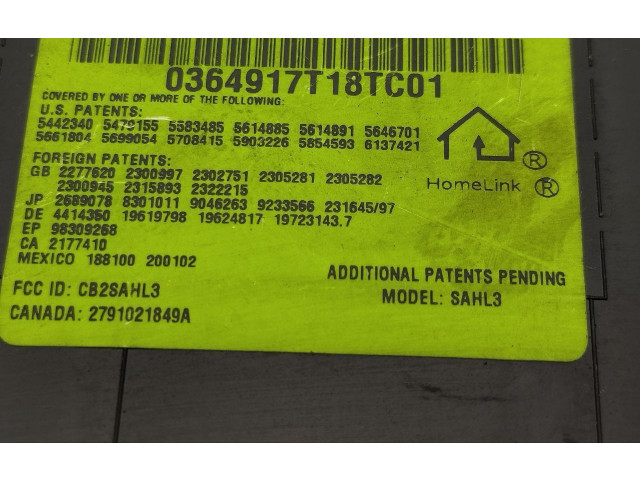 0364917T18TC01
COVERED BY ONE OR MORE OF THE FOLLOWING:
U.S. PATENTS:
5442340 5479155 5583485 5614885 5614891 5646701
5661804 5699054 5708415 5903226 5854593 6137421
FOREIGN PATENTS:
GB 2277620 2300997 2302751 2305281 2305282
2300945 2315893 2322215
JP 2689078 8301011 9046263 9233566 231645/97
DE 4414350 19619798 19624817 19723143.7
EP 98309268
CA 2177410
MEXICO 188100 200102
®
HomeLink ®
FCC ID: CB2SAHL3
CANADA: 2791021849A
ADDITIONAL PATENTS PENDING
MODEL: SAHL3